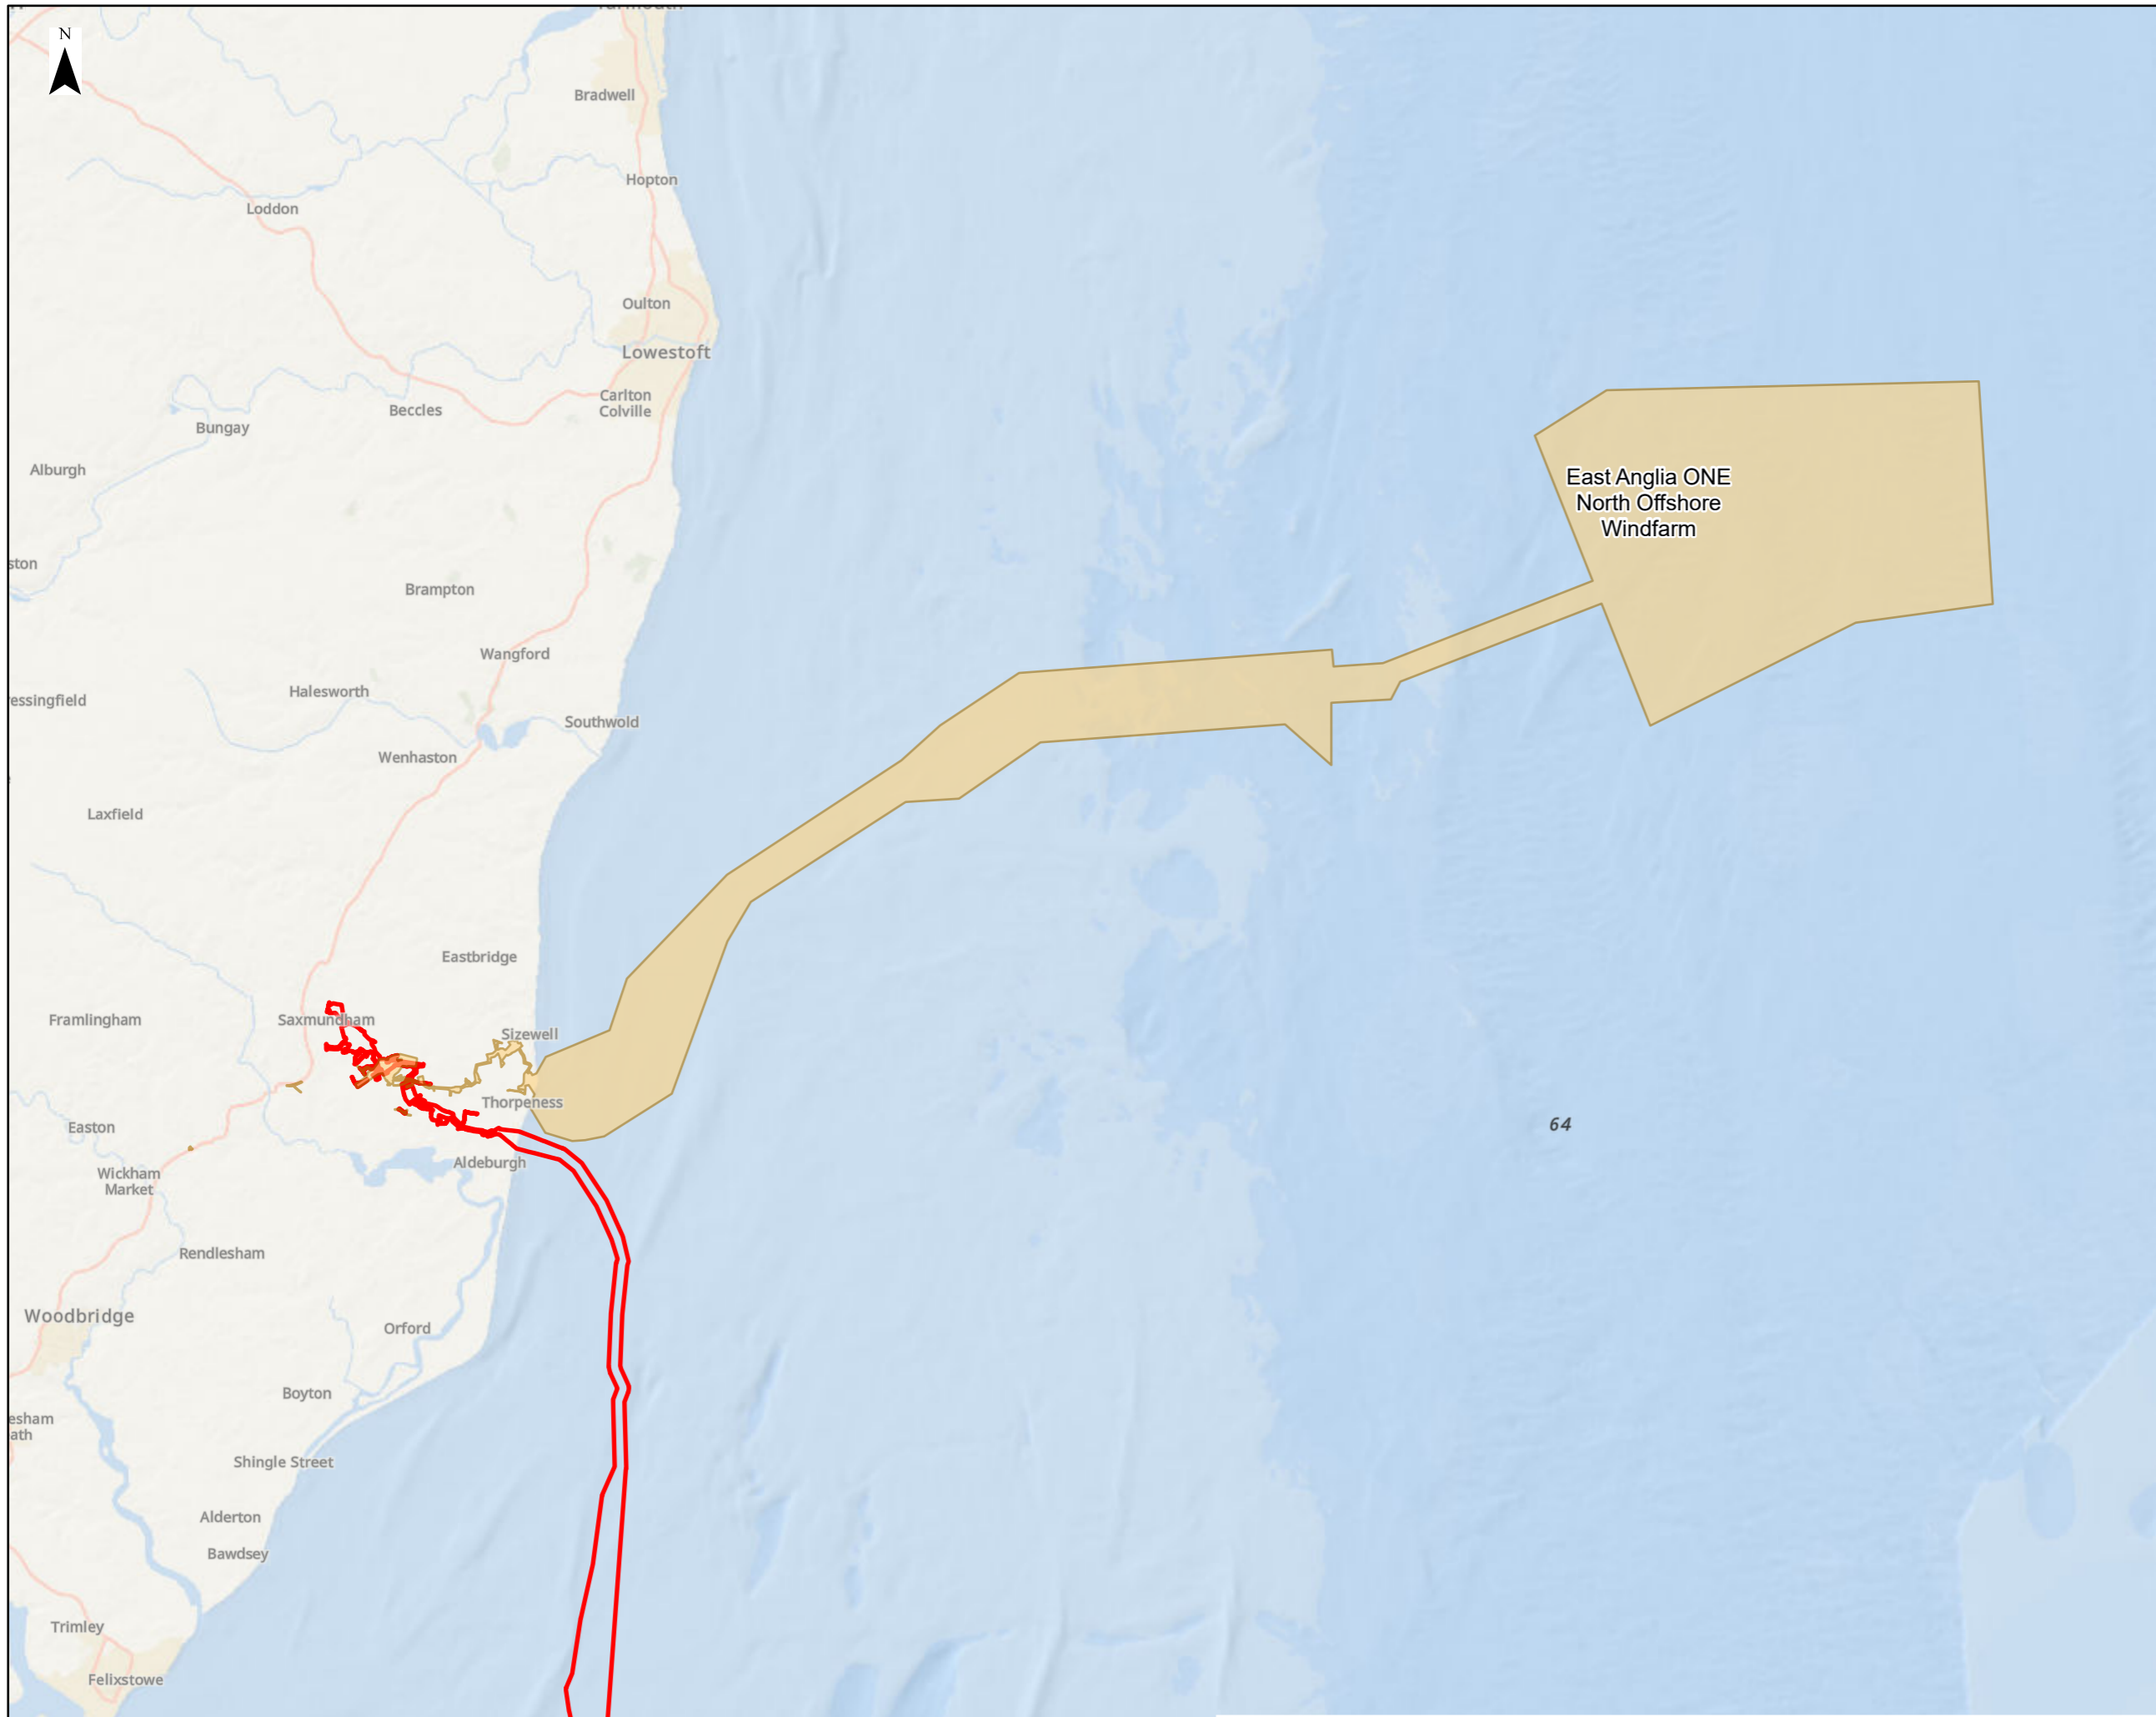 N
Bradwell
Hopton
Loddon
Oulton
Lowestoft
Carlton
Colville
Beccles
Bungay
Alburgh
East Anglia ONE
North Offshore
Windfarm
ston
Brampton
Wangford
Halesworth
essingfield
Southwold
Wenhaston
Laxfield
Eastbridge
Framlingham
Saxmundham
Sizewell
Thorpeness
64
Easton
Aldeburgh
Wickham
Market
Rendlesham
Woodbridge
Orford
Boyton
esham
ath
Shingle Street
Alderton
Bawdsey
Trimley
Felixstowe